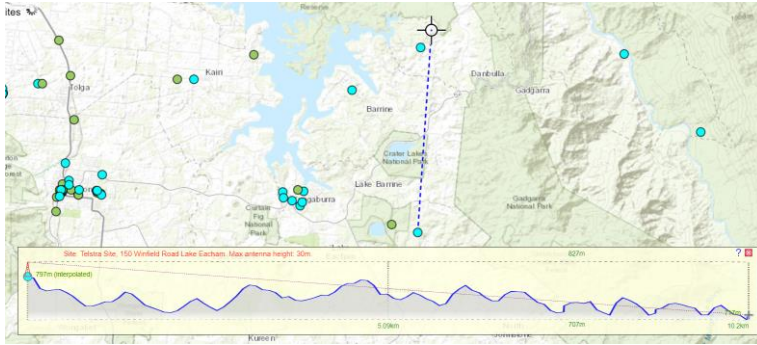 ites
Reserve
Tolga
Kairi
Barrine
Danbulla
Gadgarra
Crater Lakes
National Park
Lake Barrine
gaburra
Curtain
Fig
National
Park
Gadgarra
National Park
Site: Telstra Site, 150 Winfield Road Lake Eacham. Max antenna height: 30m.
827m
?
797m (interpolated)
5.09km
707m
10.2km
Kureen